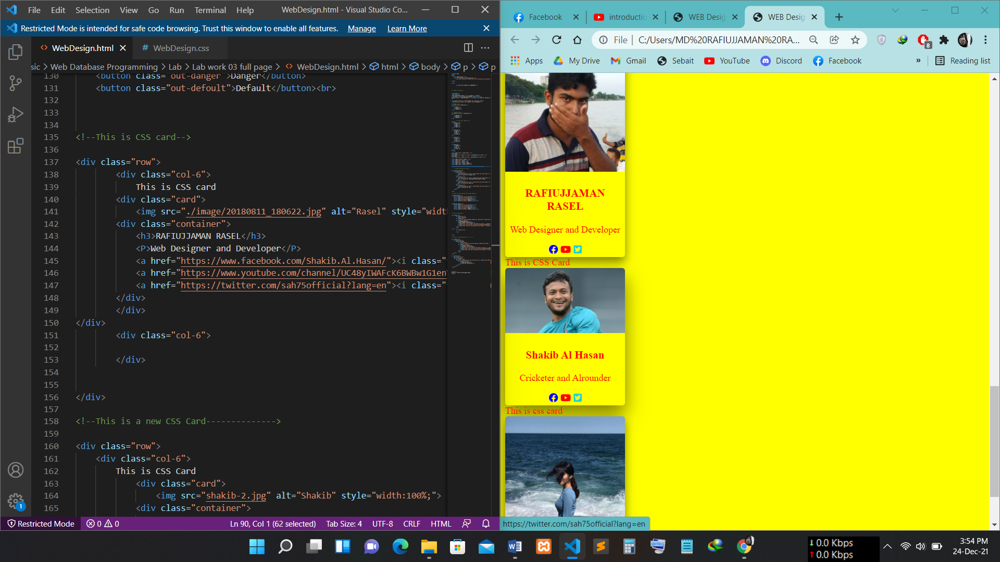 File Edit Selection View Go Run Terminal Help WebDesign.html - Visual Studio Co...
Restricted Mode is intended for safe code browsing. Trust this window to enable all features. Manage Learn More
WebDesign.html WebDesign.css
sic > Web Database Programming > Lab > Lab work 03 full page > WebDesign.html > html > body > p > p
130 <button class="out-danger">Danger</button>
131 <button class="out-defoult">Default</button><br>
132
133
134
135 <!--This is CSS card-->
136
137 <div class="row">
138 <div class="col-6">
139 This is CSS card
140 <div class="card">
141 <img src="./image/20180811_180622.jpg" alt="Rasel" style="widt
142 <div class="container">
143 <h3>RAFIUJJAMAN RASEL</h3>
144 <P>Web Designer and Developer</P>
145 <a href="https://www.facebook.com/Shakib.Al.Hasan/"><i class="
146 <a href="https://www.youtube.com/channel/UC48yIWAFcK6BWBw1G1en
147 <a href="https://twitter.com/sah75official?lang=en"><i class="
148 </div>
149 </div>
150 </div>
151 <div class="col-6">
152
153 </div>
154
155
156 </div>
157
158 <!--This is a new CSS Card-------------->
159
160 <div class="row">
161 <div class="col-6">
162 This is CSS Card
163 <div class="card">
164 <img src="shakib-2.jpg" alt="Shakib" style="width:100%;">
165 <div class="container">
1
Restricted Mode 0 0 Ln 90, Col 1 (62 selected) Tab Size: 4 UTF-8 CRLF HTML
Facebook introductio WEB Desig WEB Desig
File | C:/Users/MD%20RAFIUJJAMAN%20RA... 8
Apps My Drive Gmail Sebait YouTube Discord Facebook » Reading list
RAFIUJJAMAN
RASEL
Web Designer and Developer
This is CSS Card
Shakib Al Hasan
Cricketer and Alrounder
This is css card
https://twitter.com/sah75official?lang=en
0.0 Kbps
0.0 Kbps
3:54 PM
24-Dec-21